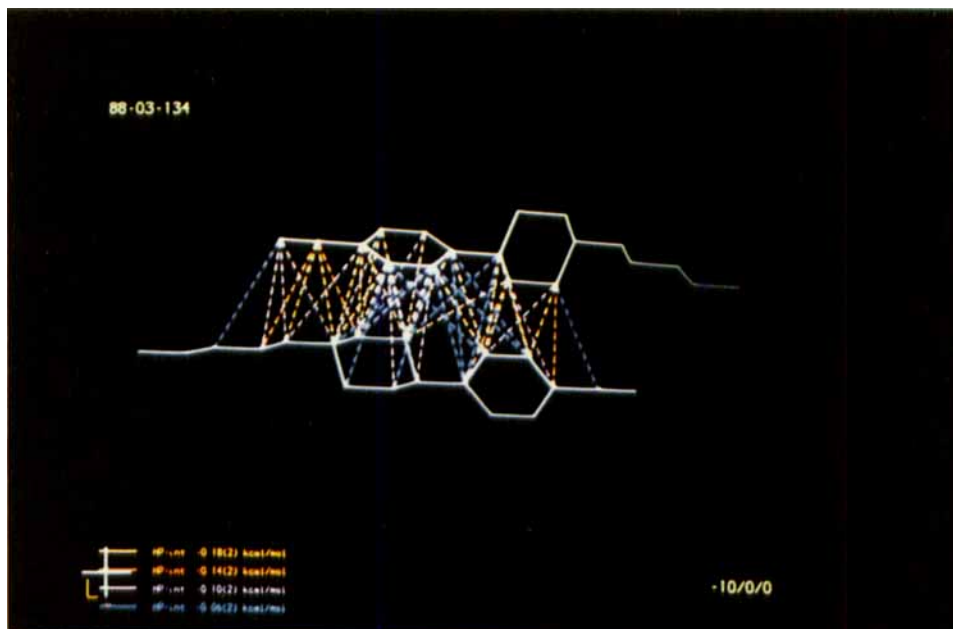 88-03-134
HP-int -0.18(2) kcal/mol
HP-int -0.14(2) kcal/mol
HP-int -0.10(2) kcal/mol
HP-int -0.06(2) kcal/mol
-10/0/0